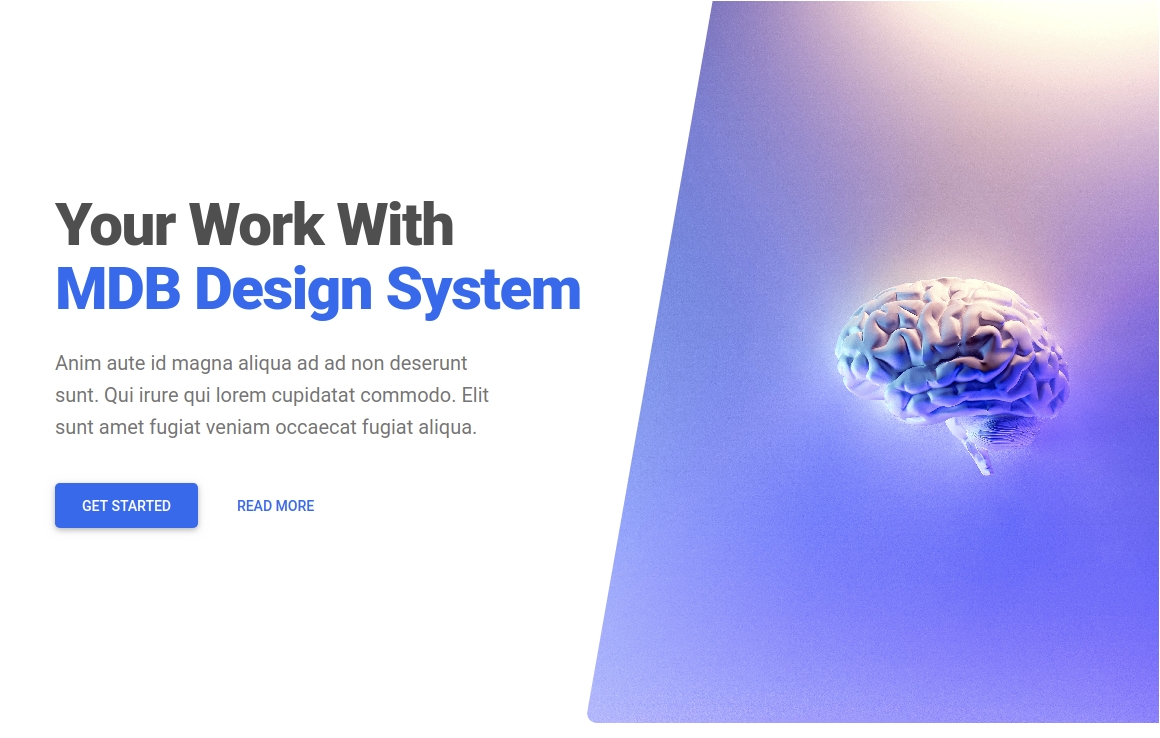 Your Work With
MDB Design System
Anim aute id magna aliqua ad ad non deserunt
sunt. Qui irure qui lorem cupidatat commodo. Elit
sunt amet fugiat veniam occaecat fugiat aliqua.
GET STARTED
READ MORE